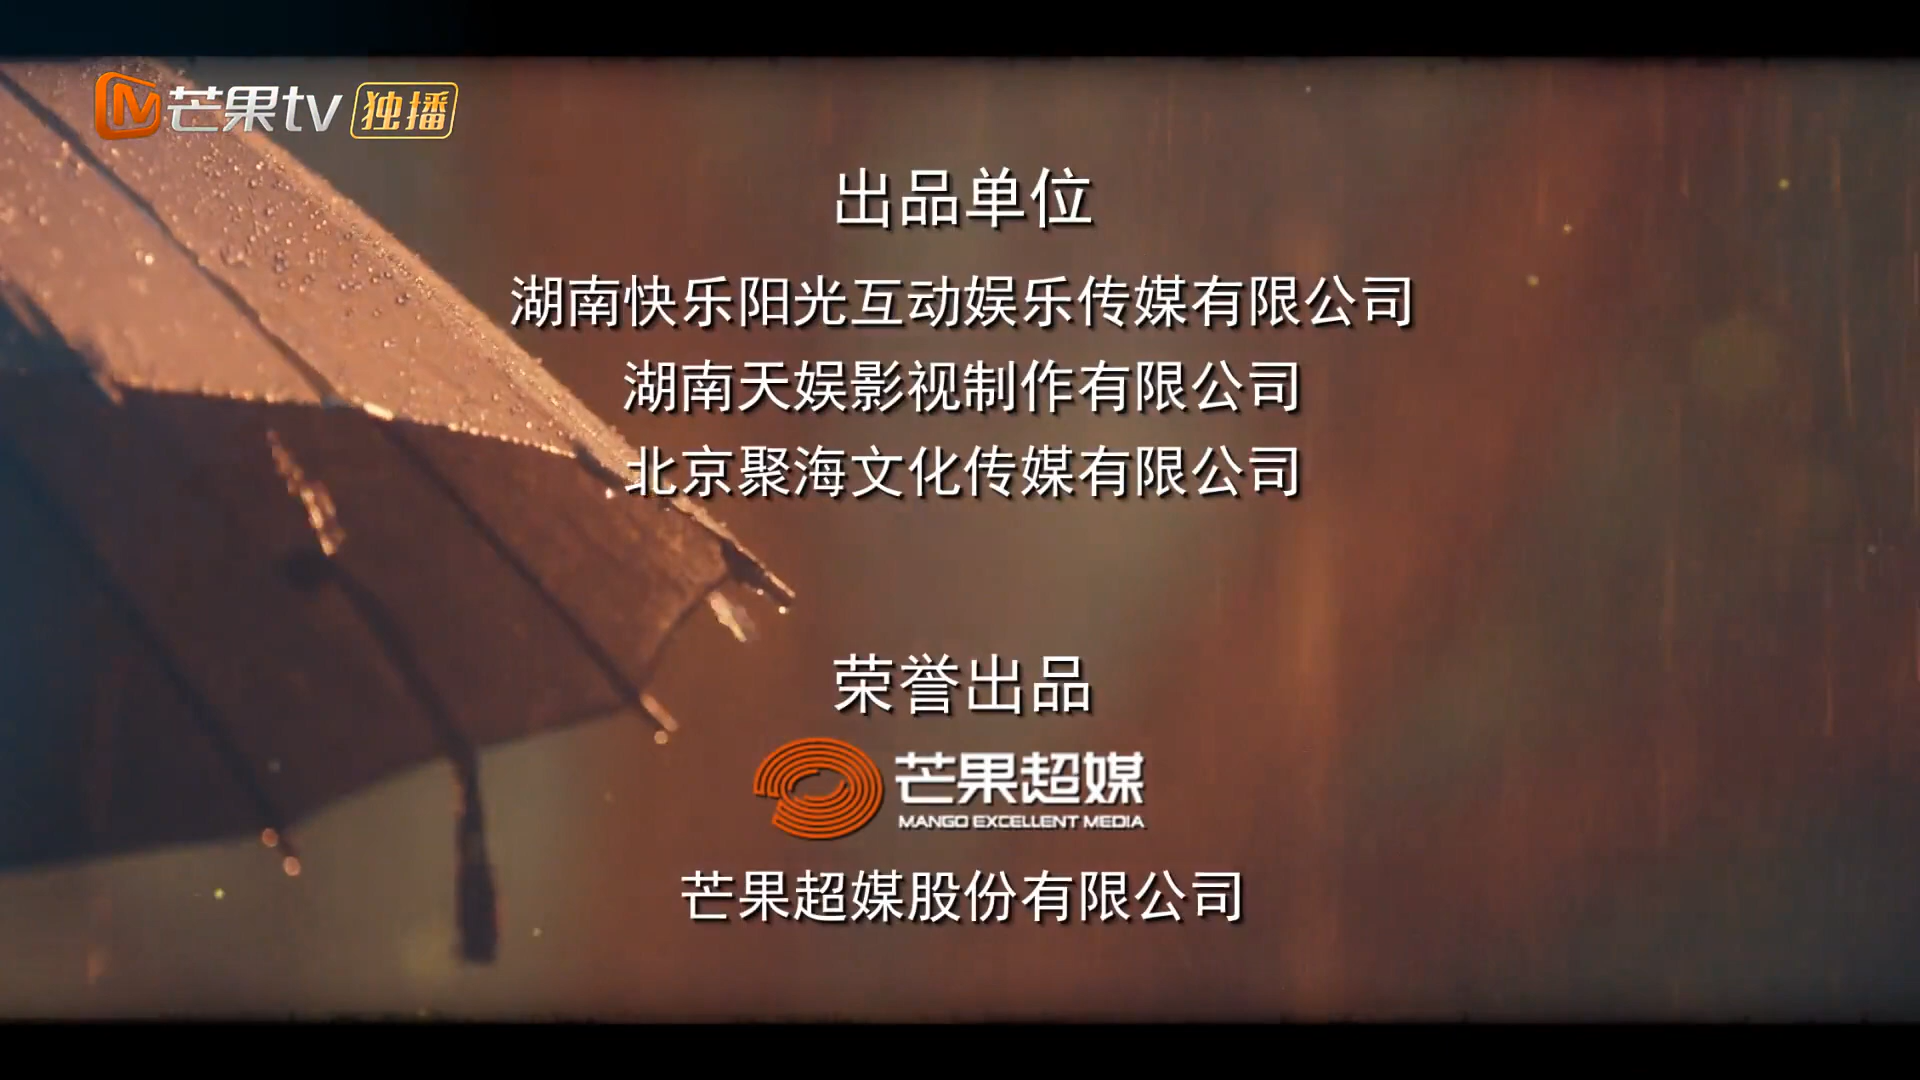 芒果tv 独播
出品单位
湖南快乐阳光互动娱乐传媒有限公司
湖南天娱影视制作有限公司
北京聚海文化传媒有限公司
荣誉出品
芒果超媒
MANGO EXCELLENT MEDIA
芒果超媒股份有限公司